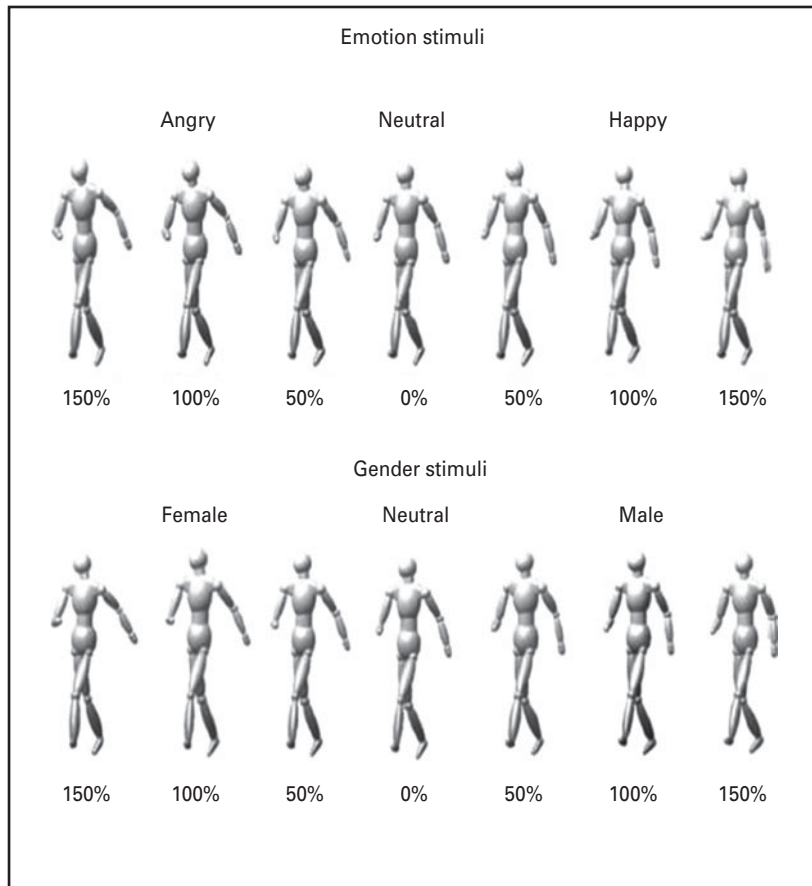 Emotion stimuli
Angry Neutral Happy
150% 100% 50% 0% 50% 100% 150%
Gender stimuli
Female Neutral Male
150% 100% 50% 0% 50% 100% 150%